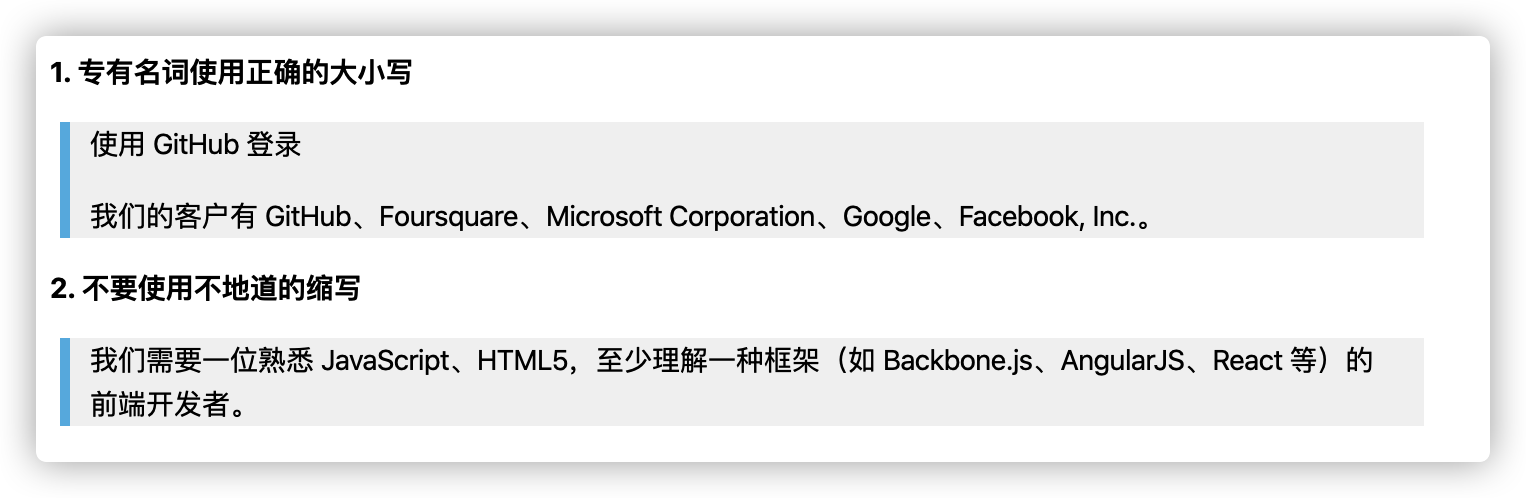 1. 专有名词使用正确的大小写
使用 GitHub 登录
我们的客户有 GitHub、Foursquare、Microsoft Corporation、Google、Facebook, Inc.。
2. 不要使用不地道的缩写
我们需要一位熟悉 JavaScript、HTML5，至少理解一种框架（如 Backbone.js、AngularJS、React 等）的
前端开发者。